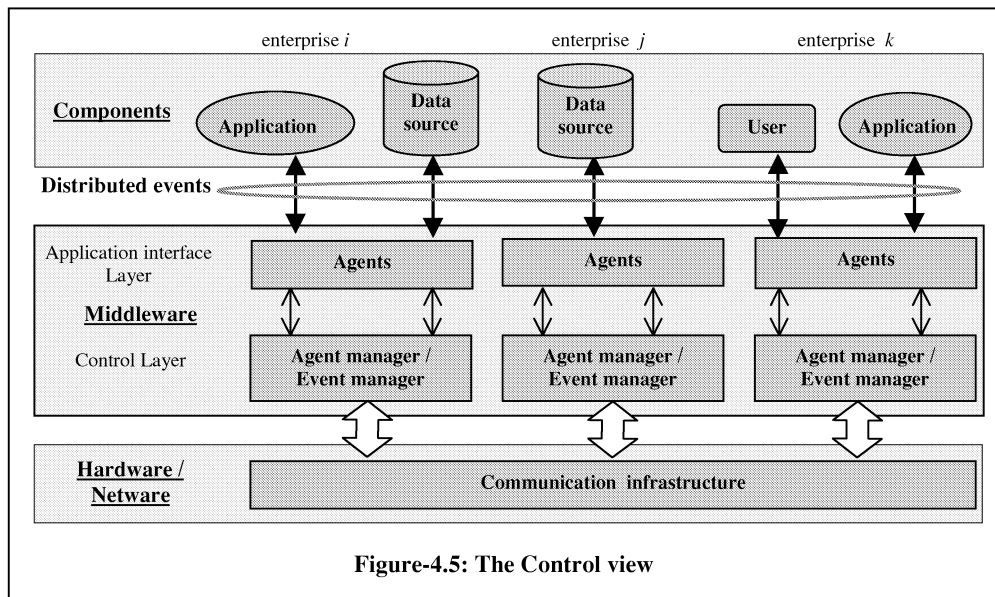 enterprise i
enterprise j
enterprise k
Components
Application
Data
source
Data
source
User
Application
Distributed events
Application interface
Layer
Agents
Agents
Agents
Middleware
Control Layer
Agent manager /
Event manager
Agent manager /
Event manager
Agent manager /
Event manager
Hardware /
Netware
Communication infrastructure
Figure-4.5: The Control view